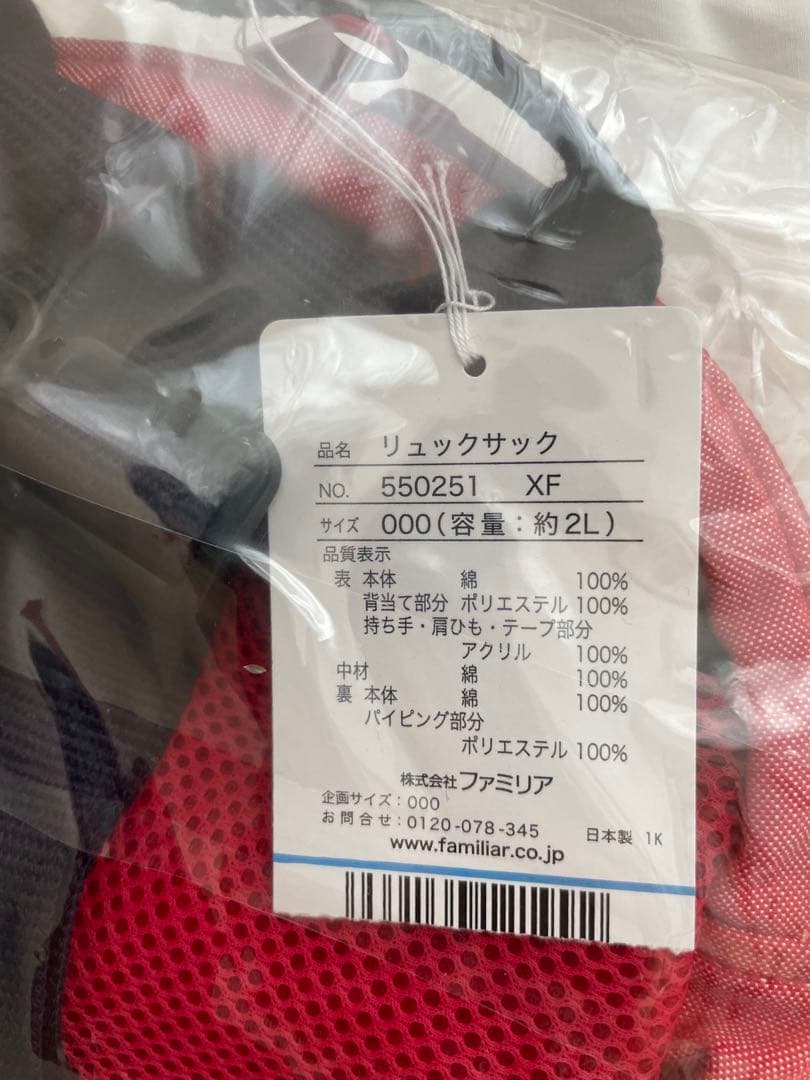 品名 リュックサック
NO. 550251 XF
サイズ 000(容量:約2L)
品質表示
表 本体 綿 100%
背当て部分 ポリエステル 100%
持ち手・肩ひも・テープ部分
アクリル 100%
中材 綿 100%
裏 本体 綿 100%
パイピング部分
ポリエステル 100%
株式会社ファミリア
企画サイズ:000
お問合せ:0120-078-345 日本製 1K
www.familiar.co.jp